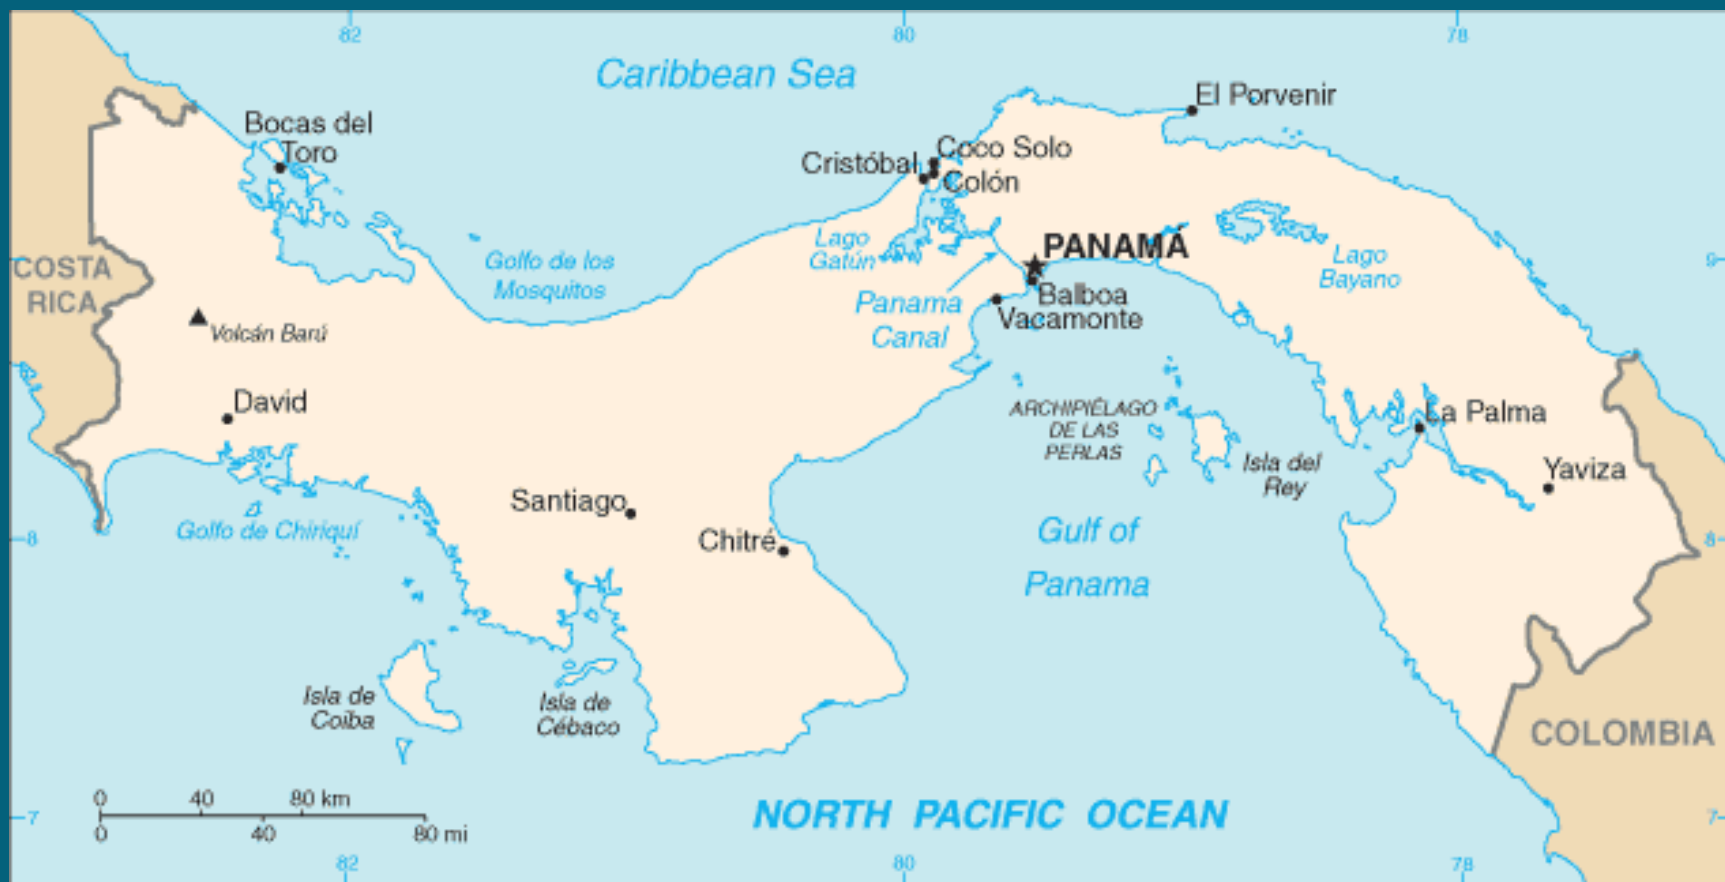 82
80
78
Caribbean Sea
El Porvenir
Bocas del
Toro
Coco Solo
Cristóbal
Colón
Lago
Gatún
PANAMÁ
Golfo de los
Mosquitos
Lago
Bayano
9
COSTA
RICA
Panama
Canal
Balboa
Vacamonte
Volcán Barú
David
ARCHIPIÉLAGO
DE LAS
PERLAS
La Palma
Isla del
Rey
Yaviza
Santiago
Chitré
Golfo de Chiriquí
Gulf of
Panama
8
8
Isla de
Coiba
Isla de
Cébaco
COLOMBIA
0 40 80 km
0 40 80 mi
NORTH PACIFIC OCEAN
7
7
82
80
78